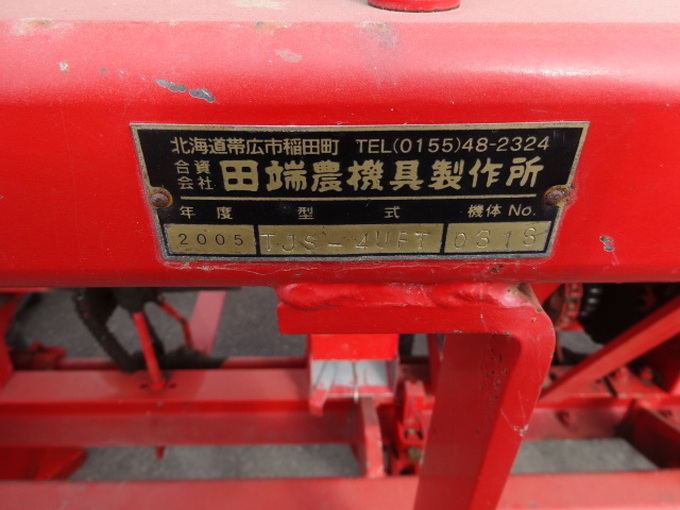 北海道帯広市稲田町 TEL(0155)48-2324
合資会社 田端農機具製作所
年度 型式 機体No.
2005 TJS-4UFT 0318